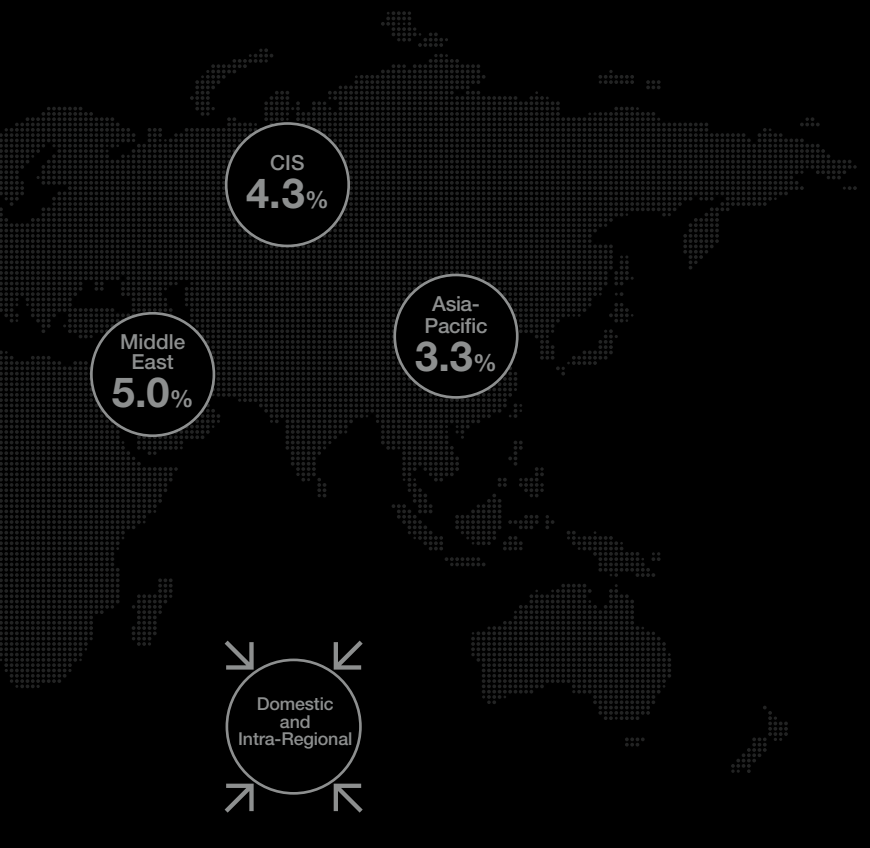 CIS
4.3%
Asia-
Pacific
3.3%
Middle
East
5.0%
Domestic
and
Intra-Regional